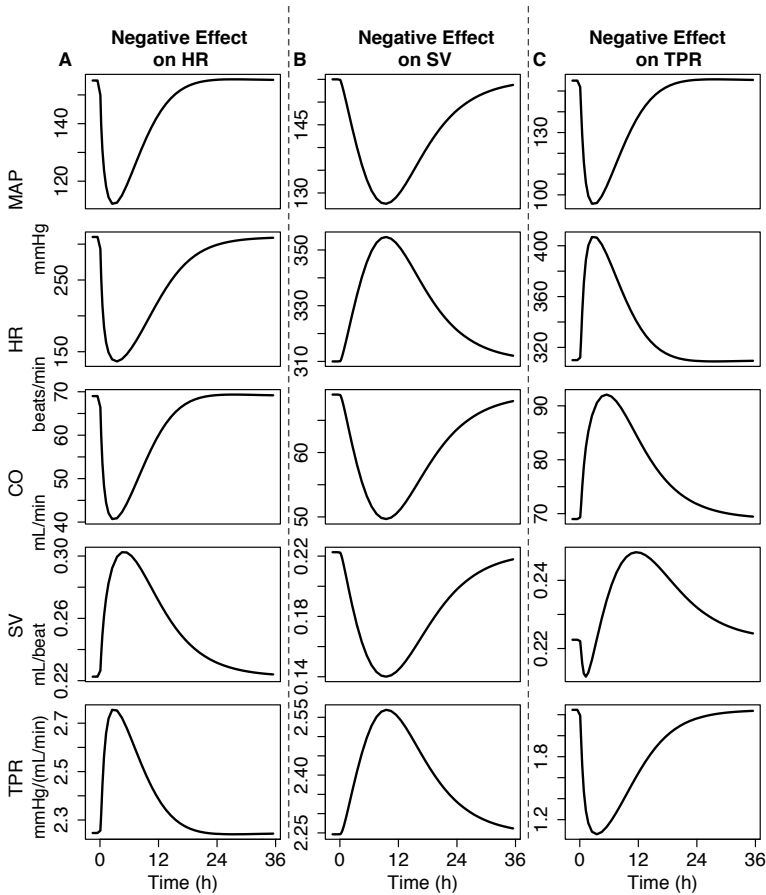 A
Negative Effect
on HR
B
Negative Effect
on SV
C
Negative Effect
on TPR
MAP
mmHg
120 140
130 145
100 130
HR
beats/min
150 250
310 330 350
320 360 400
CO
mL/min
40 50 60 70
50 60
70 80 90
SV
mL/beat
0.22 0.26 0.30
0.14 0.18 0.22
0.22 0.24
TPR
mmHg/(mL/min)
2.3 2.5 2.7
2.25 2.40 2.55
1.2 1.8
0 12 24 36
0 12 24 36
0 12 24 36
Time (h)
Time (h)
Time (h)